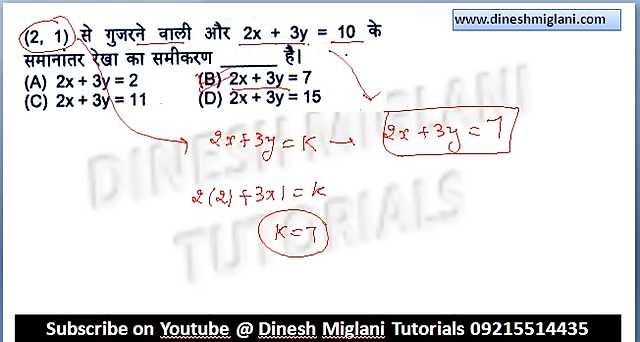 www.dineshmiglani.com
(2, 1) से गुजरने वाली और 2x + 3y = 10 के
समानांतर रेखा का समीकरण ______ है।
(A) 2x + 3y = 2 (B) 2x + 3y = 7
(C) 2x + 3y = 11 (D) 2x + 3y = 15
2x + 3y = K → 2x + 3y = 7
2(2) + 3x1 = k
K = 7
DINESH MIGLANI
TUTORIALS
Subscribe on Youtube @ Dinesh Miglani Tutorials 09215514435